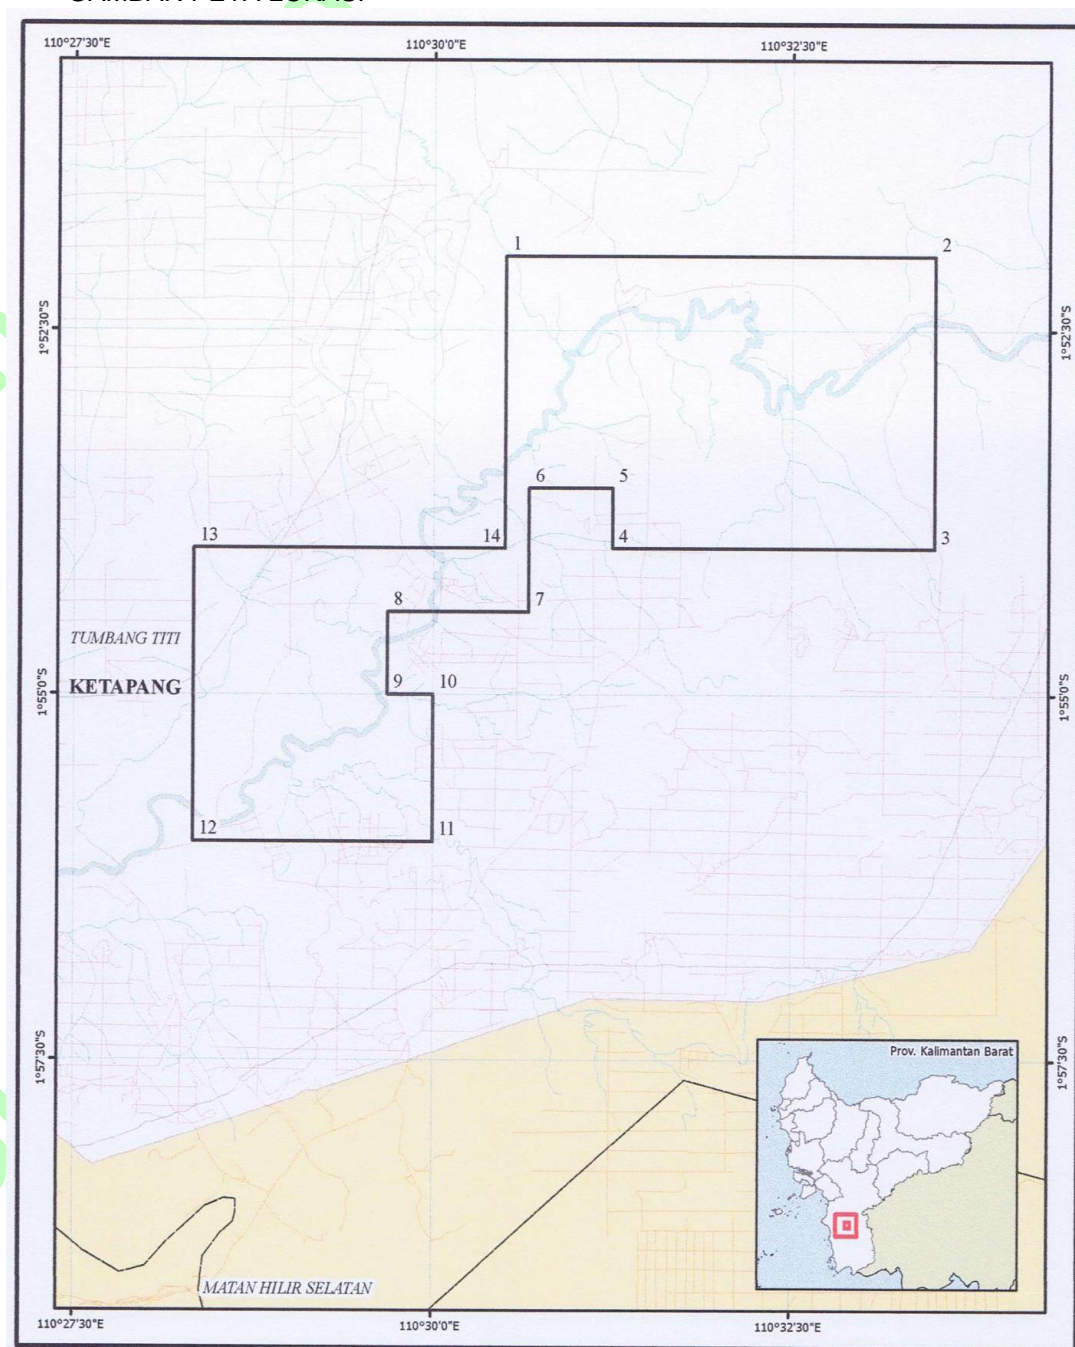 110°27'30"E
110°30'0"E
110°32'30"E
1
2
1°52'30"S
1°52'30"S
6
5
13
14
4
3
8
7
TUMBANG TITI
KETAPANG
9
10
1°55'0"S
1°55'0"S
12
11
1°57'30"S
1°57'30"S
Prov. Kalimantan Barat
MATAN HILIR SELATAN
110°27'30"E
110°30'0"E
110°32'30"E